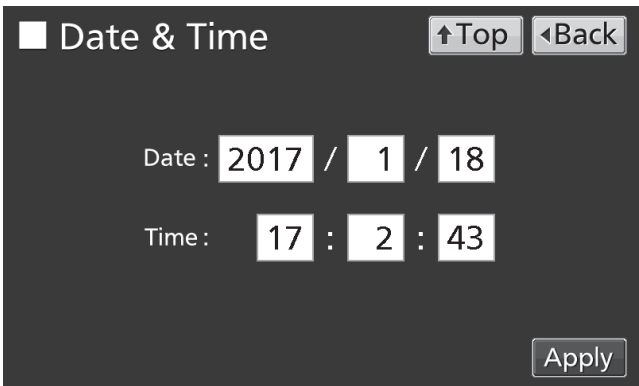 Date & Time ↑Top ◂Back
Date : 2017 / 1 / 18
Time : 17 : 2 : 43
Apply